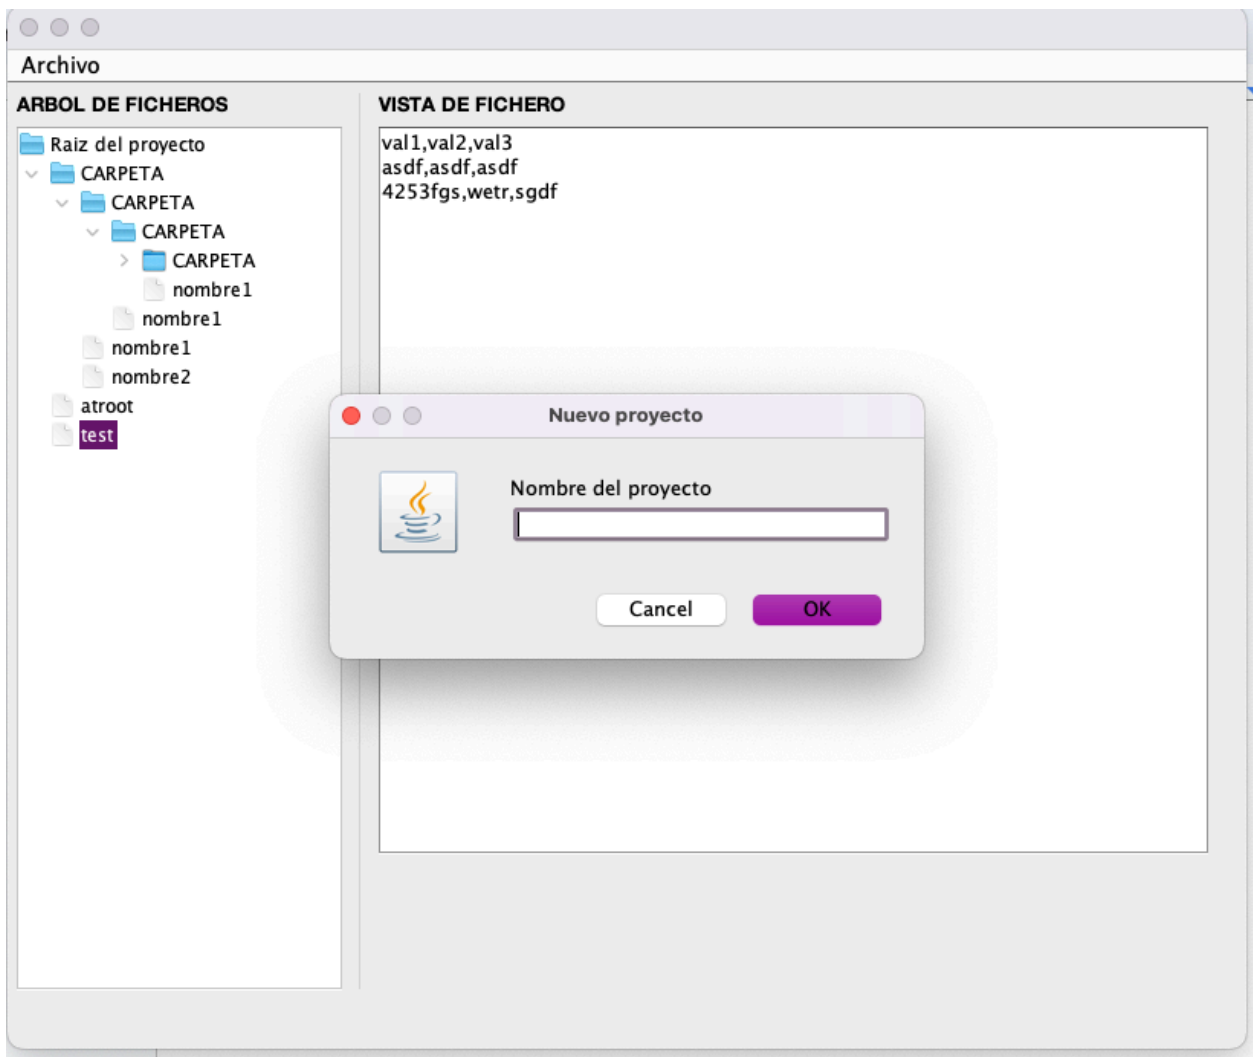 Archivo
ARBOL DE FICHEROS
Raiz del proyecto
CARPETA
CARPETA
CARPETA
CARPETA
nombre1
nombre1
nombre1
nombre2
atroot
test
VISTA DE FICHERO
val1,val2,val3
asdf,asdf,asdf
4253fgs,wetr,sgdf
Nuevo proyecto
Nombre del proyecto
Cancel
OK